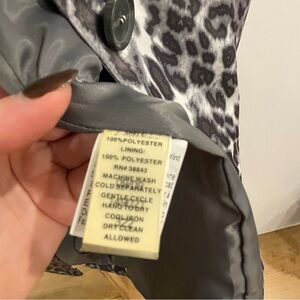 100% POLYESTER
LINING:
100% POLYESTER
RN# 38643
MACHINE WASH
COLD SEPARATELY
GENTLE CYCLE
HAND TO DRY
COOL IRON
DRY CLEAN
ALLOWED